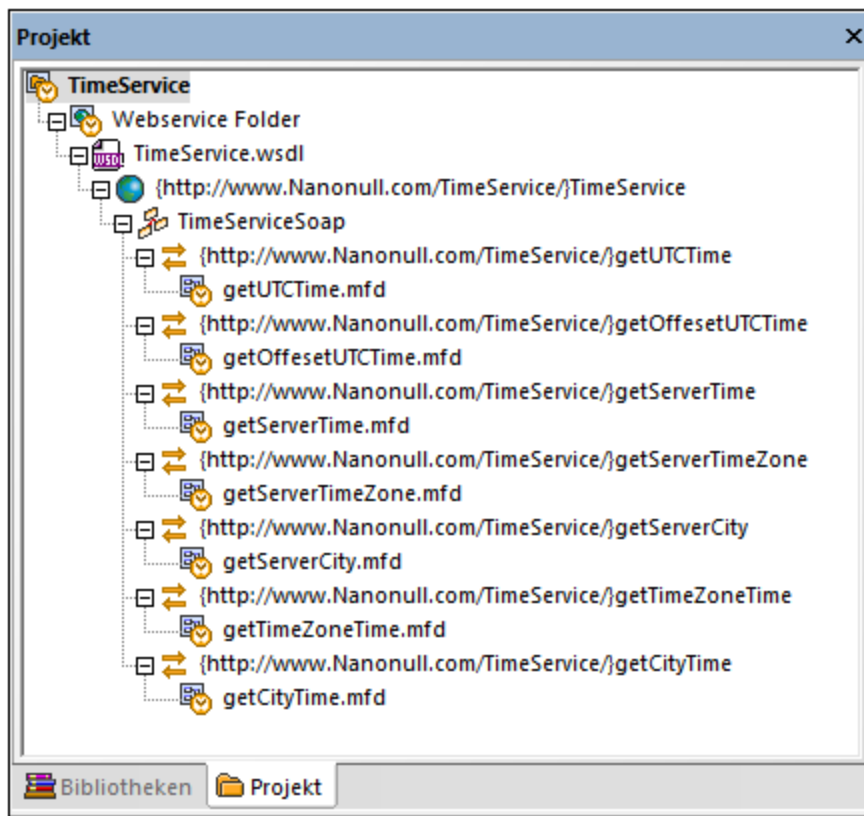 Projekt
TimeService
Webservice Folder
WSDL
TimeService.wsdl
{http://www.Nanonull.com/TimeService/}TimeService
TimeServiceSoap
{http://www.Nanonull.com/TimeService/}getUTCTime
getUTCTime.mfd
{http://www.Nanonull.com/TimeService/}getOffesetUTCTime
getOffesetUTCTime.mfd
{http://www.Nanonull.com/TimeService/}getServerTime
getServerTime.mfd
{http://www.Nanonull.com/TimeService/}getServerTimeZone
getServerTimeZone.mfd
{http://www.Nanonull.com/TimeService/}getServerCity
getServerCity.mfd
{http://www.Nanonull.com/TimeService/}getTimeZoneTime
getTimeZoneTime.mfd
{http://www.Nanonull.com/TimeService/}getCityTime
getCityTime.mfd
Bibliotheken Projekt